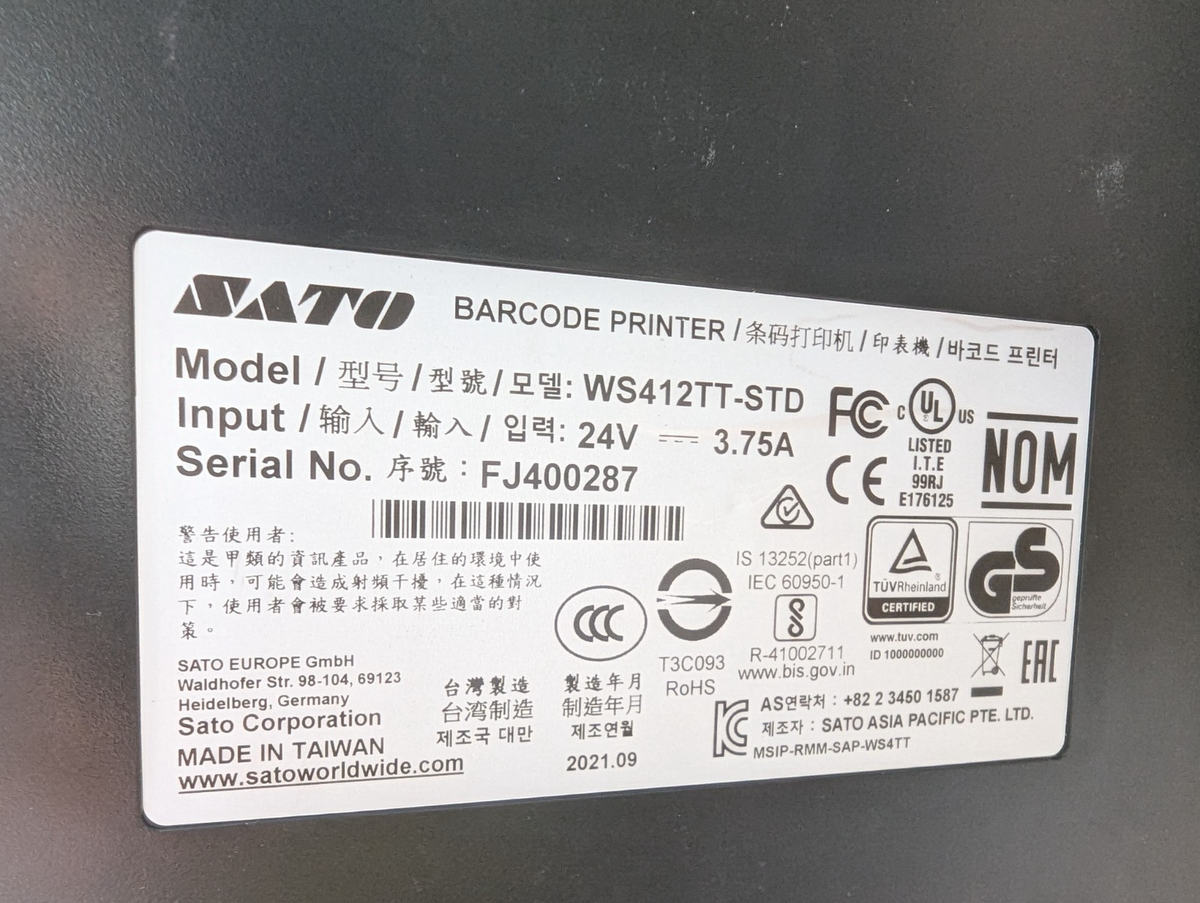 SATO BARCODE PRINTER / 条码打印机 / 印表機 / 바코드 프린터
Model / 型号 / 型號 / 모델: WS412TT-STD
Input / 输入 / 輸入 / 입력: 24V 3.75A
Serial No. 序號 : FJ400287
FC
C UL US
LISTED
I.T.E
99RJ
E176125
CE
NOM
警告使用者:
這是甲類的資訊產品，在居住的環境中使
用時，可能會造成射頻干擾，在這種情況
下，使用者會被要求採取某些適當的對
策。
SATO EUROPE GmbH
Waldhofer Str. 98-104, 69123
Heidelberg, Germany
Sato Corporation
MADE IN TAIWAN
www.satoworldwide.com
台灣製造
台湾制造
제조국 대만
製造年月
制造年月
제조연월
2021.09
CCC
T3C093
RoHS
IS 13252(part1)
IEC 60950-1
R-41002711
www.bis.gov.in
TÜVRheinland
CERTIFIED
www.tuv.com
ID 1000000000
GS
geprüfte
Sicherheit
EAC
KC
AS연락처 : +82 2 3450 1587
제조자 : SATO ASIA PACIFIC PTE. LTD.
MSIP-RMM-SAP-WS4TT